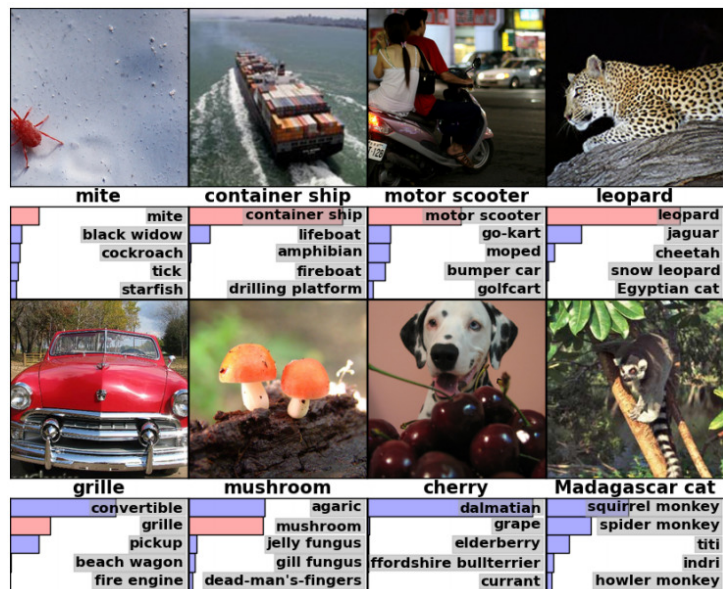 mite container ship motor scooter leopard
mite
black widow
cockroach
tick
starfish
container ship
lifeboat
amphibian
fireboat
drilling platform
motor scooter
go-kart
moped
bumper car
golfcart
leopard
jaguar
cheetah
snow leopard
Egyptian cat
grille mushroom cherry Madagascar cat
convertible
grille
pickup
beach wagon
fire engine
agaric
mushroom
jelly fungus
gill fungus
dead-man's-fingers
dalmatian
grape
elderberry
ffordshire bullterrier
currant
squirrel monkey
spider monkey
titi
indri
howler monkey